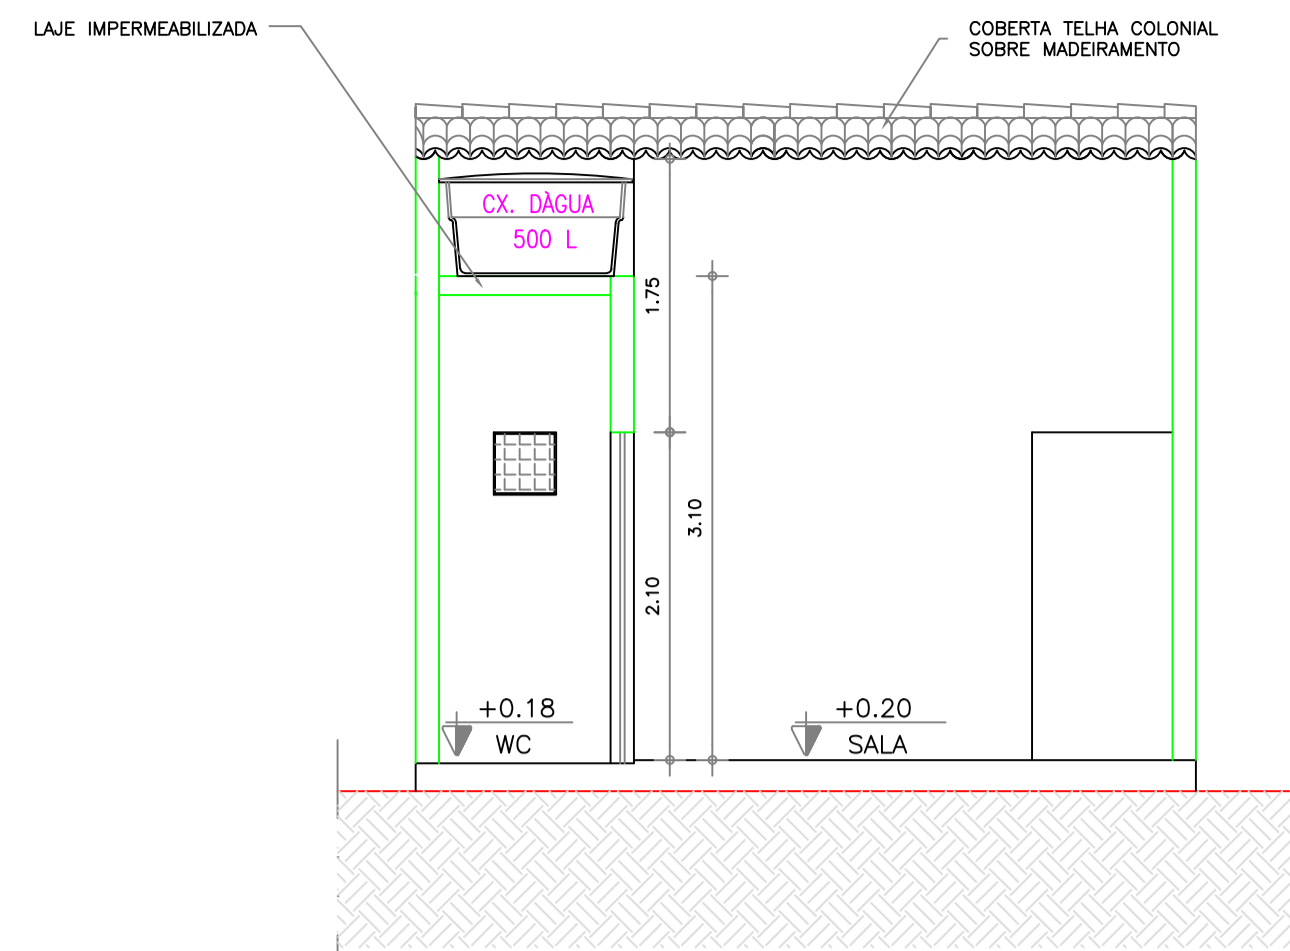 LAJE IMPERMEABILIZADA
COBERTA TELHA COLONIAL
SOBRE MADEIRAMENTO
CX. DÀGUA
500 L
1.75
3.10
2.10
+0.18
WC
+0.20
SALA